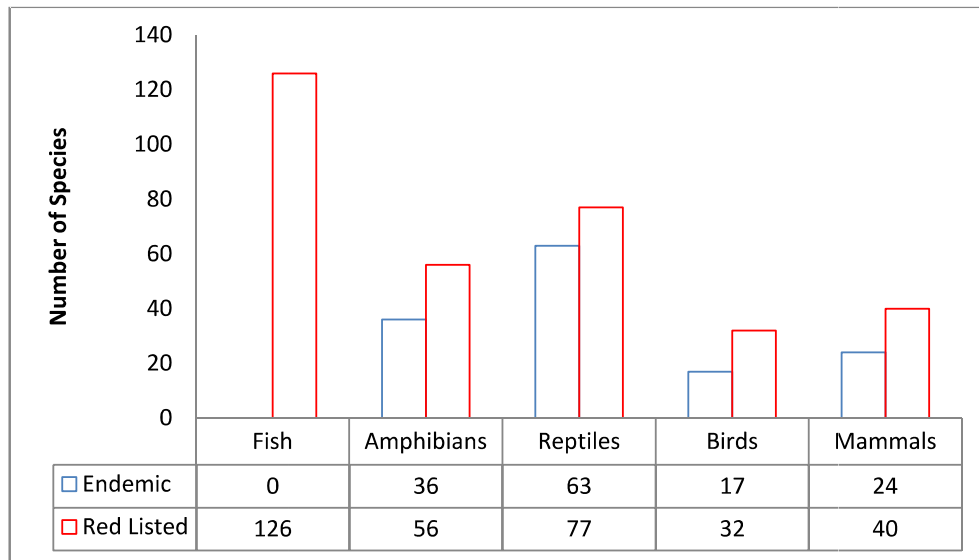 140
120
100
80
60
40
20
0
Number of Species
Fish Amphibians Reptiles Birds Mammals
Endemic 0 36 63 17 24
Red Listed 126 56 77 32 40